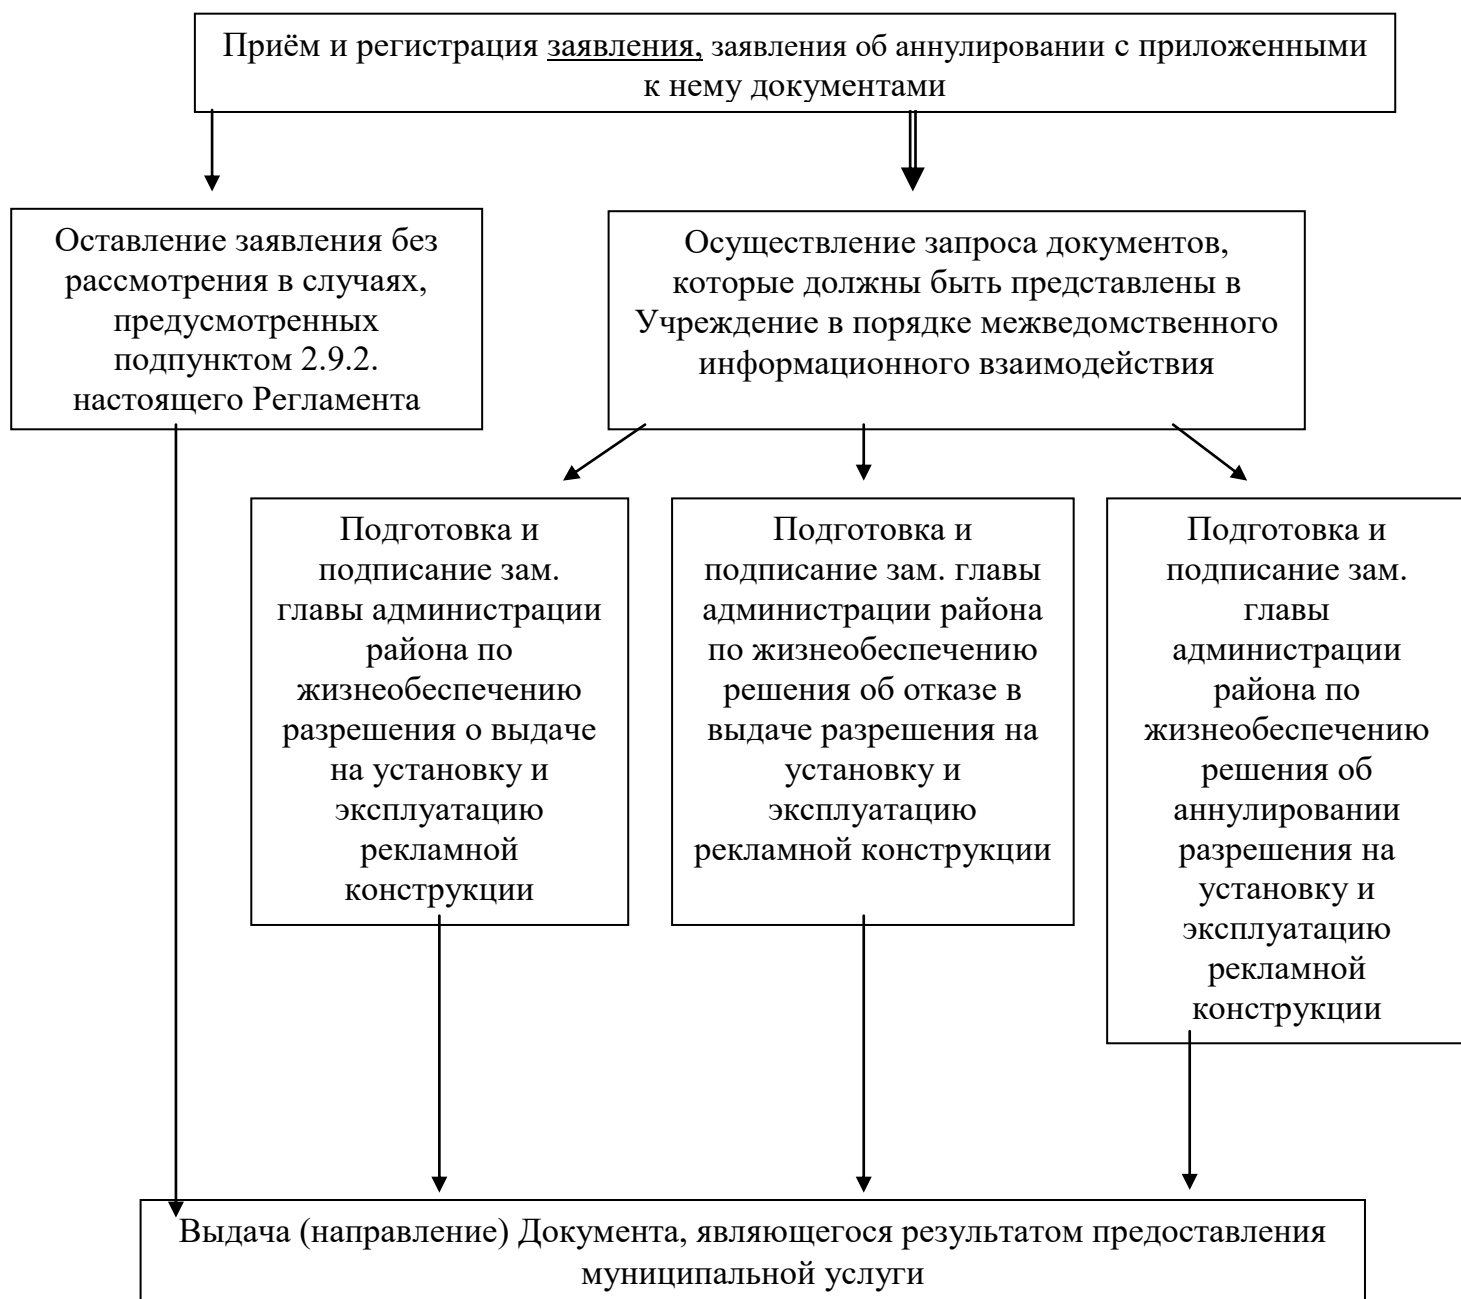 Приём и регистрация заявления, заявления об аннулировании с приложенными
к нему документами
Оставление заявления без
рассмотрения в случаях,
предусмотренных
подпунктом 2.9.2.
настоящего Регламента
Осуществление запроса документов,
которые должны быть представлены в
Учреждение в порядке межведомственного
информационного взаимодействия
Подготовка и
подписание зам.
главы администрации
района по
жизнеобеспечению
разрешения о выдаче
на установку и
эксплуатацию
рекламной
конструкции
Подготовка и
подписание зам. главы
администрации района
по жизнеобеспечению
решения об отказе в
выдаче разрешения на
установку и
эксплуатацию
рекламной конструкции
Подготовка и
подписание зам.
главы
администрации
района по
жизнеобеспечению
решения об
аннулировании
разрешения на
установку и
эксплуатацию
рекламной
конструкции
Выдача (направление) Документа, являющегося результатом предоставления
муниципальной услуги